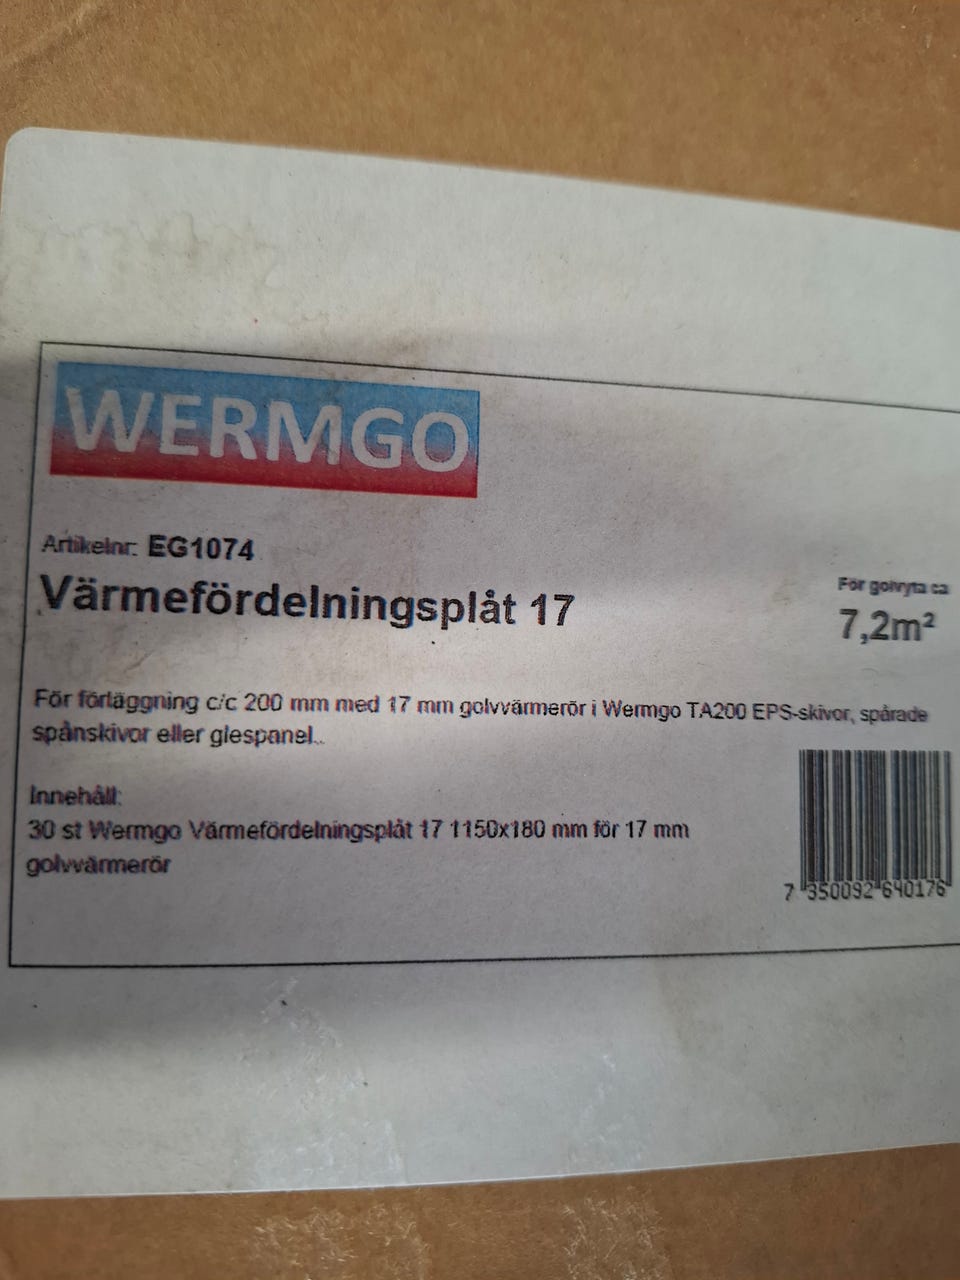 WERMGO
Artikelnr: EG1074
Värmefördelningsplåt 17
För golvyta ca
7,2m²
För förläggning c/c 200 mm med 17 mm golvvärmerör i Wermgo TA200 EPS-skivor, spårade
spånskivor eller glespanel..
Innehåll:
30 st Wermgo Värmefördelningsplåt 17 1150x180 mm för 17 mm
golvvärmerör
7 350092 640176